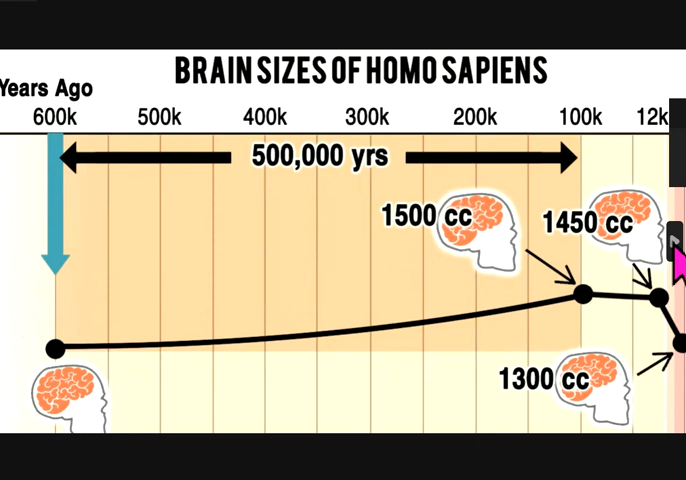 BRAIN SIZES OF HOMO SAPIENS
Years Ago
600k 500k 400k 300k 200k 100k 12k
500,000 yrs
1500 cc
1450 cc
1300 cc